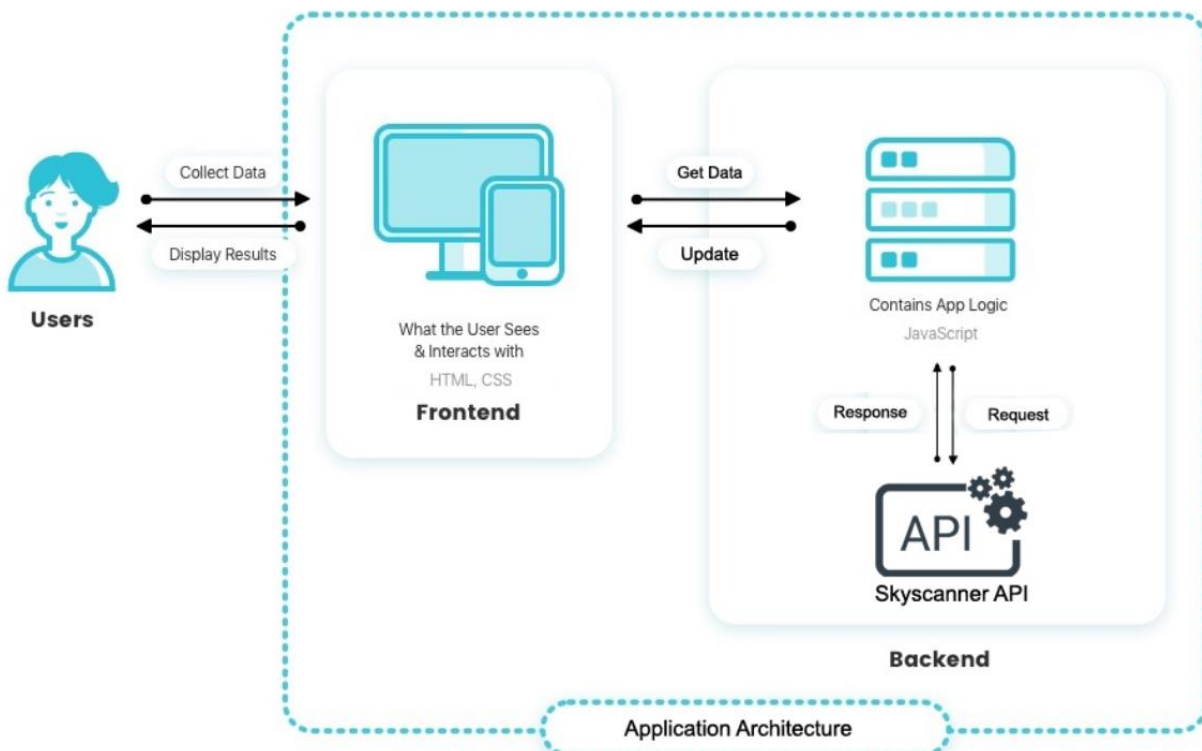 Collect Data
Display Results
Users
What the User Sees
& Interacts with
HTML, CSS
Frontend
Get Data
Update
Contains App Logic
JavaScript
Response
Request
API
Skyscanner API
Backend
Application Architecture